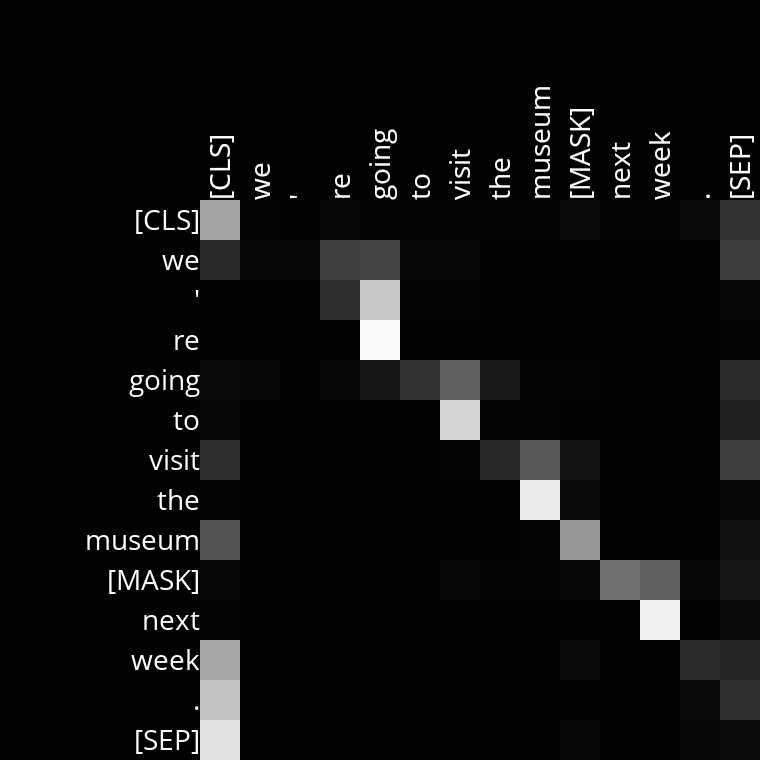 [CLS] we ' re going to visit the museum [MASK] next week . [SEP]
[CLS]
we
'
re
going
to
visit
the
museum
[MASK]
next
week
.
[SEP]